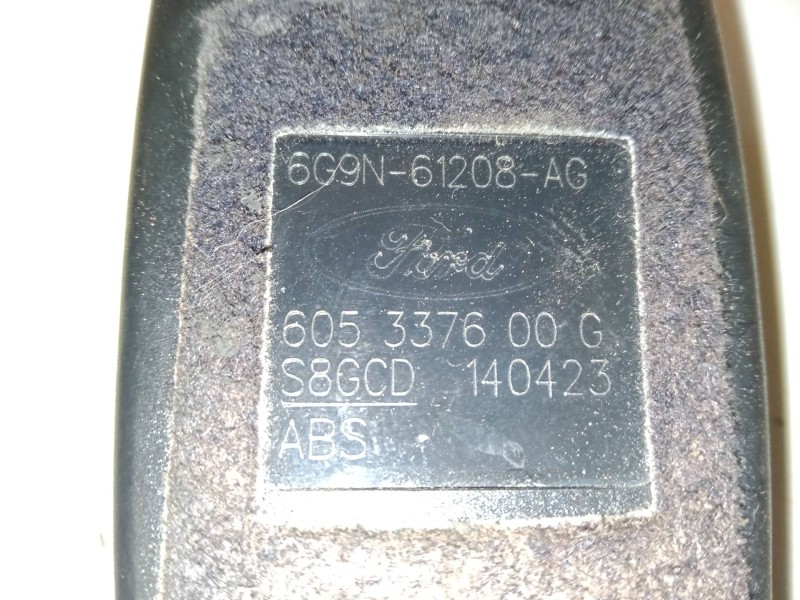 6G9N-61208-AG
Ford
605 3376 00 G
S8GCD 140423
ABS